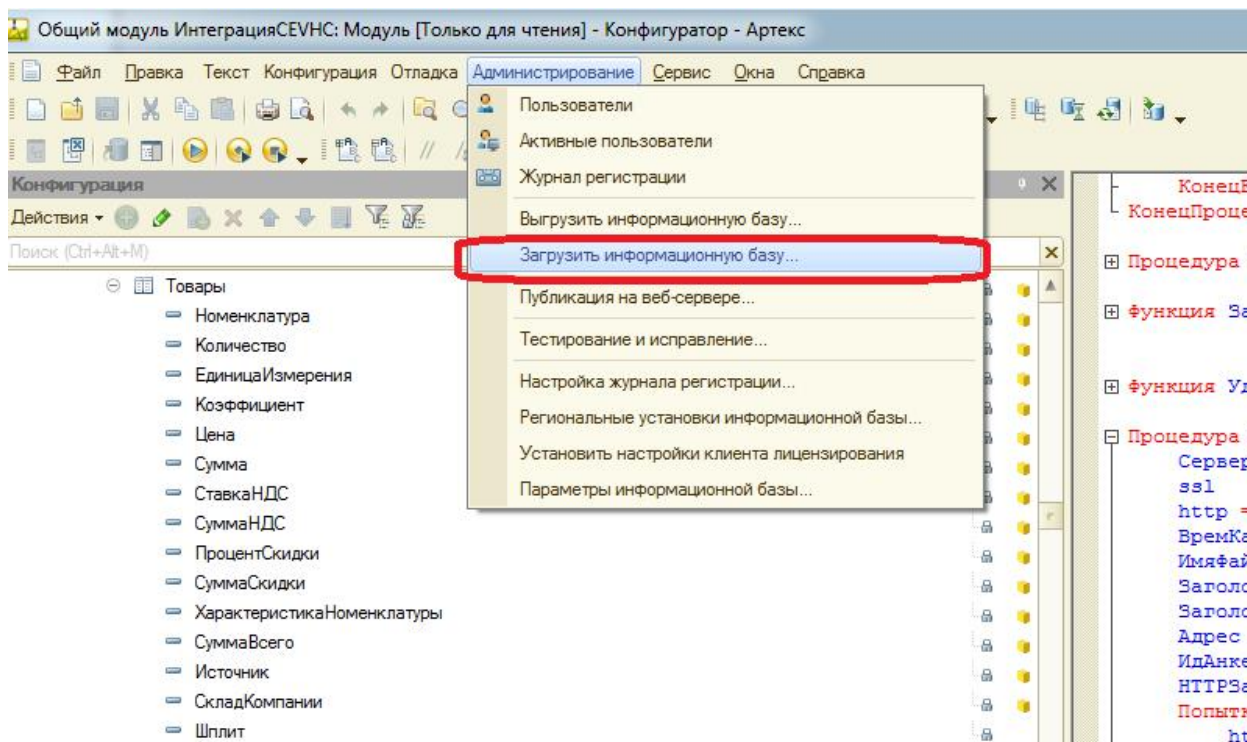 Общий модуль ИнтеграцияCEVHC: Модуль [Только для чтения] - Конфигуратор - Артекс
Файл Правка Текст Конфигурация Отладка Администрирование Сервис Окна Справка
Пользователи
Активные пользователи
Журнал регистрации
Выгрузить информационную базу...
Загрузить информационную базу...
Публикация на веб-сервере...
Тестирование и исправление...
Настройка журнала регистрации...
Региональные установки информационной базы...
Установить настройки клиента лицензирования
Параметры информационной базы...
Конфигурация
Действия
Поиск (Ctrl+Alt+M)
Товары
Номенклатура
Количество
ЕдиницаИзмерения
Коэффициент
Цена
Сумма
СтавкаНДС
СуммаНДС
ПроцентСкидки
СуммаСкидки
ХарактеристикаНоменклатуры
СуммаВсего
Источник
СкладКомпании
Шплит
Процедура
Функция
Функция
Процедура
ssl
http =
Адрес